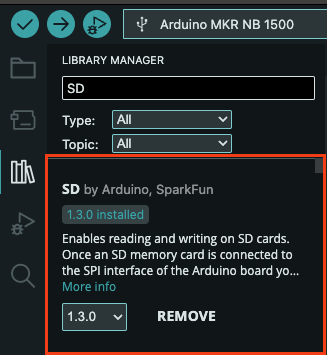 Arduino MKR NB 1500
LIBRARY MANAGER
SD
Type: All
Topic: All
SD by Arduino, SparkFun
1.3.0 installed
Enables reading and writing on SD cards.
Once an SD memory card is connected
to the SPI interface of the Arduino board yo...
More info
1.3.0 REMOVE